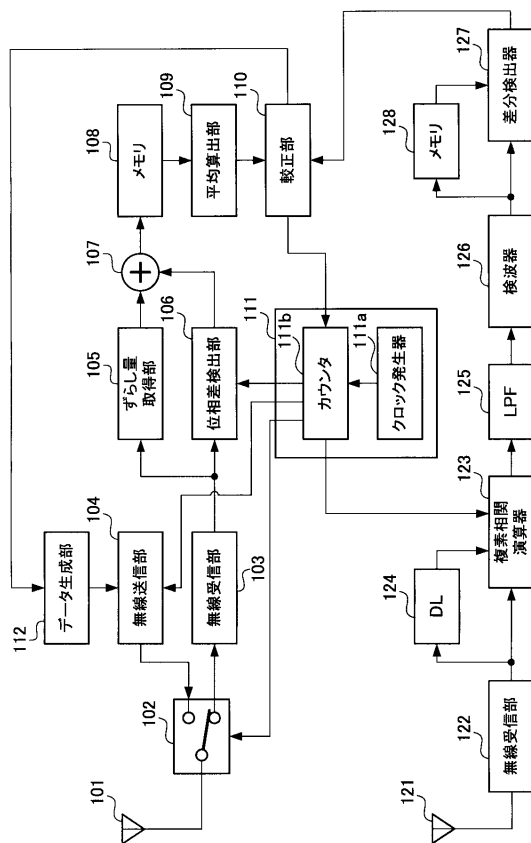 101
102
103
無線受信部
104
無線送信部
112
データ生成部
105
ずらし量
取得部
106
位相差検出部
107
+
108
メモリ
109
平均算出部
110
較正部
111
111b
カウンタ
111a
クロック発生器
121
122
無線受信部
124
DL
123
複素相関
演算器
125
LPF
126
検波器
128
メモリ
127
差分検出器